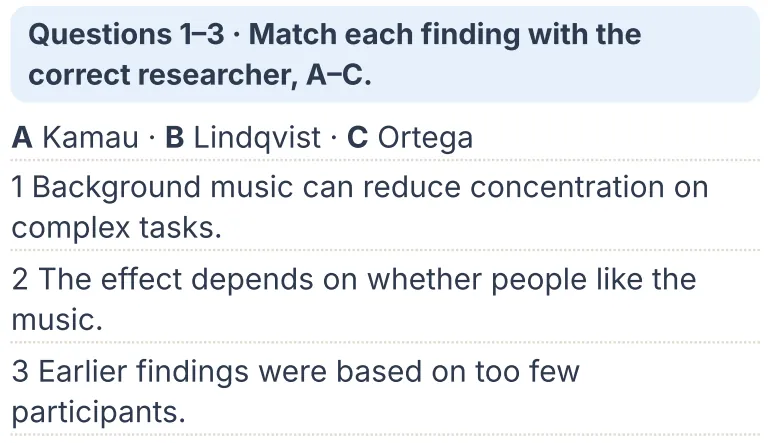 Questions 1–3 · Match each finding with the
correct researcher, A–C.
A Kamau · B Lindqvist · C Ortega
1 Background music can reduce concentration on
complex tasks.
2 The effect depends on whether people like the
music.
3 Earlier findings were based on too few
participants.